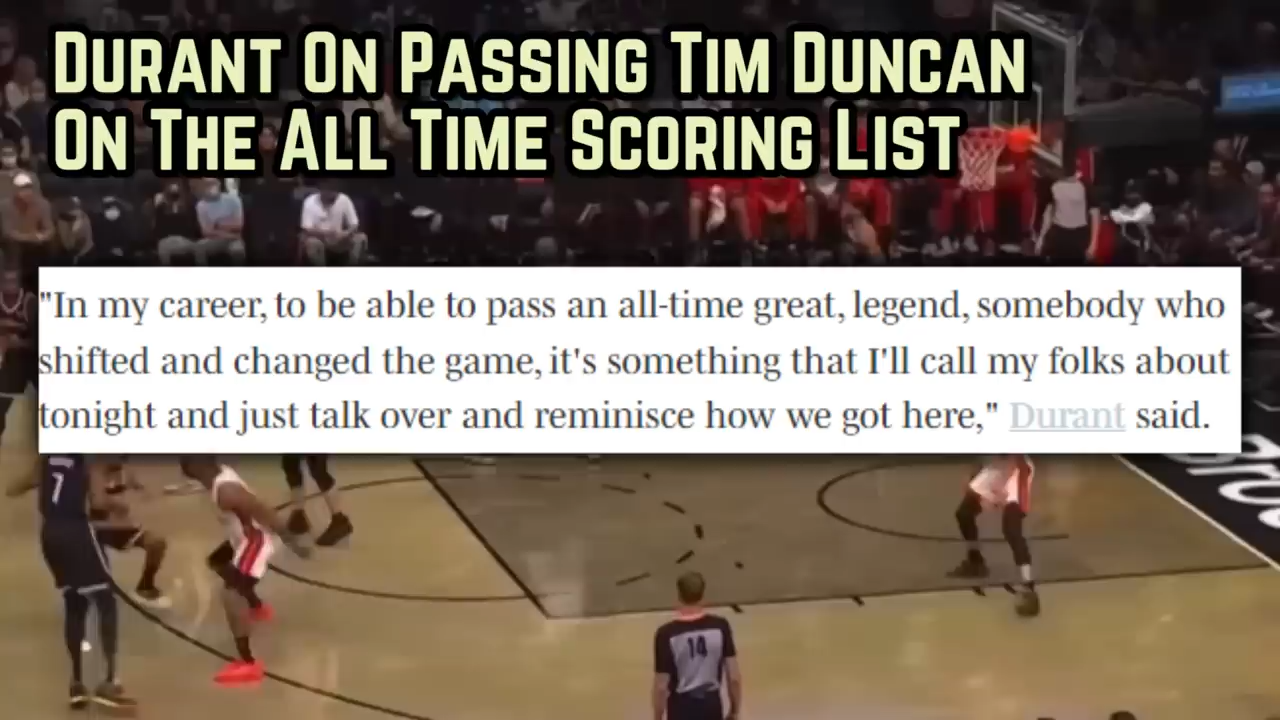 DURANT ON PASSING TIM DUNCAN
ON THE ALL TIME SCORING LIST
"In my career, to be able to pass an all-time great, legend, somebody who
shifted and changed the game, it's something that I'll call my folks about
tonight and just talk over and reminisce how we got here," Durant said.
7
14